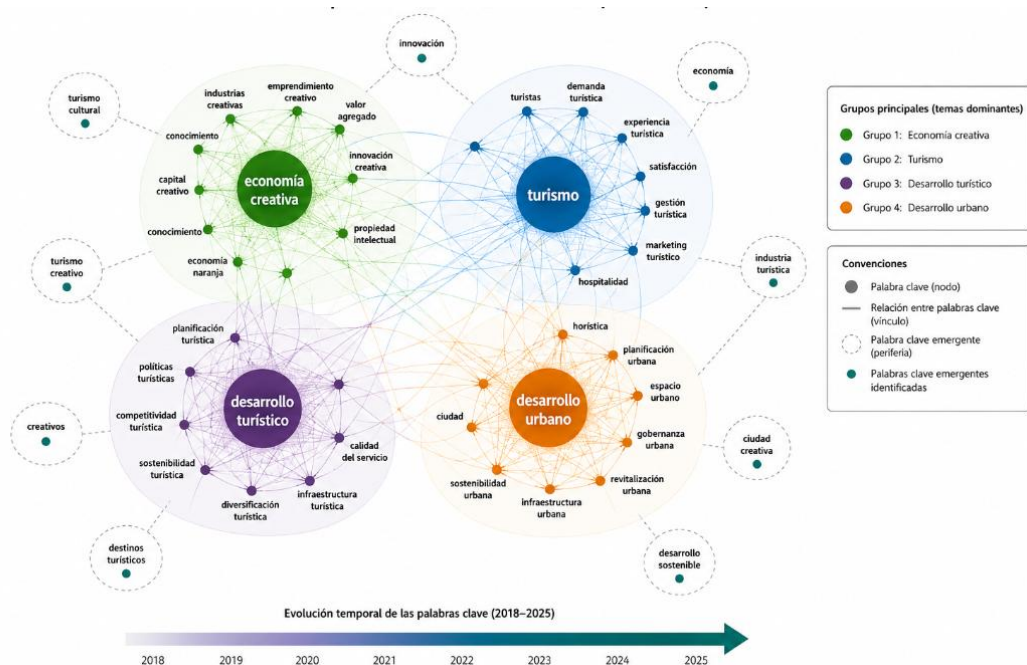 innovación
economía
turismo
cultural
industrias
creativas
emprendimiento
creativo
valor
agregado
conocimiento
innovación
creativa
capital
creativo
economía
creativa
conocimiento
propiedad
intelectual
economía
naranja
turistas
demanda
turística
experiencia
turística
satisfacción
turismo
gestión
turística
marketing
turístico
hospitalidad
Grupos principales (temas dominantes)
Grupo 1: Economía creativa
Grupo 2: Turismo
Grupo 3: Desarrollo turístico
Grupo 4: Desarrollo urbano
turismo
creativo
industria
turística
Convenciones
Palabra clave (nodo)
Relación entre palabras clave
(vínculo)
Palabra clave emergente
(periferia)
Palabras clave emergentes
identificadas
planificación
turística
políticas
turísticas
desarrollo
turístico
competitividad
turística
calidad
del servicio
sostenibilidad
turística
infraestructura
turística
diversificación
turística
horística
planificación
urbana
espacio
urbano
desarrollo
urbano
ciudad
gobernanza
urbana
sostenibilidad
urbana
revitalización
urbana
infraestructura
urbana
creativos
ciudad
creativa
destinos
turísticos
desarrollo
sostenible
Evolución temporal de las palabras clave (2018–2025)
2018 2019 2020 2021 2022 2023 2024 2025